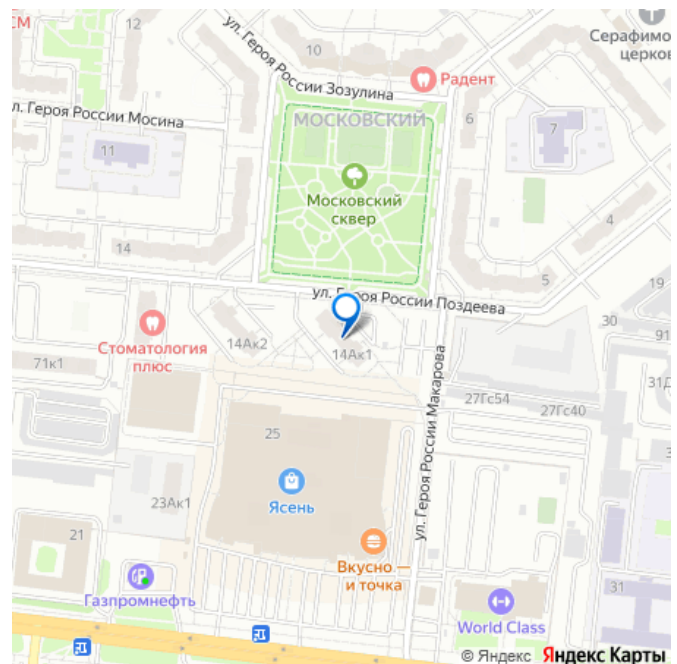 СМ
12
ул. Героя России Зозулина
10
Радент
Серафимо
церков
л. Героя России Мосина
МОСКОВСКИЙ
6
7
11
Московский
сквер
4
14
5
19
ул. Героя России Поздеева
30
91
Стоматология
плюс
14Ак2
14Ак1
71к1
ул. Героя России Макарова
31Д
27Гс54
27Гс40
25
Ясень
23Ак1
21
Вкусно —
и точка
31
Газпромнефть
World Class
© Яндекс Яндекс Карты